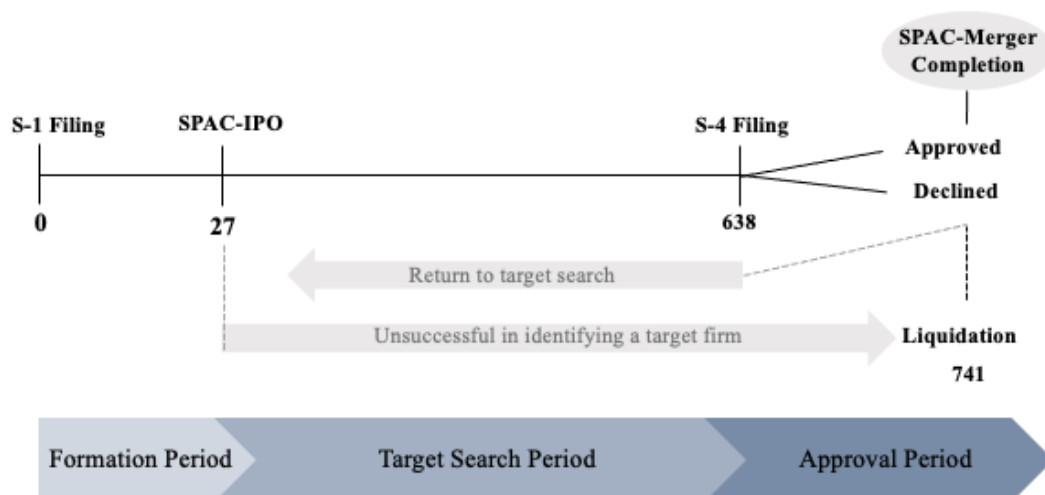 SPAC-Merger
Completion
S-1 Filing
SPAC-IPO
S-4 Filing
Approved
Declined
0
27
638
Return to target search
Unsuccessful in identifying a target firm
Liquidation
741
Formation Period
Target Search Period
Approval Period